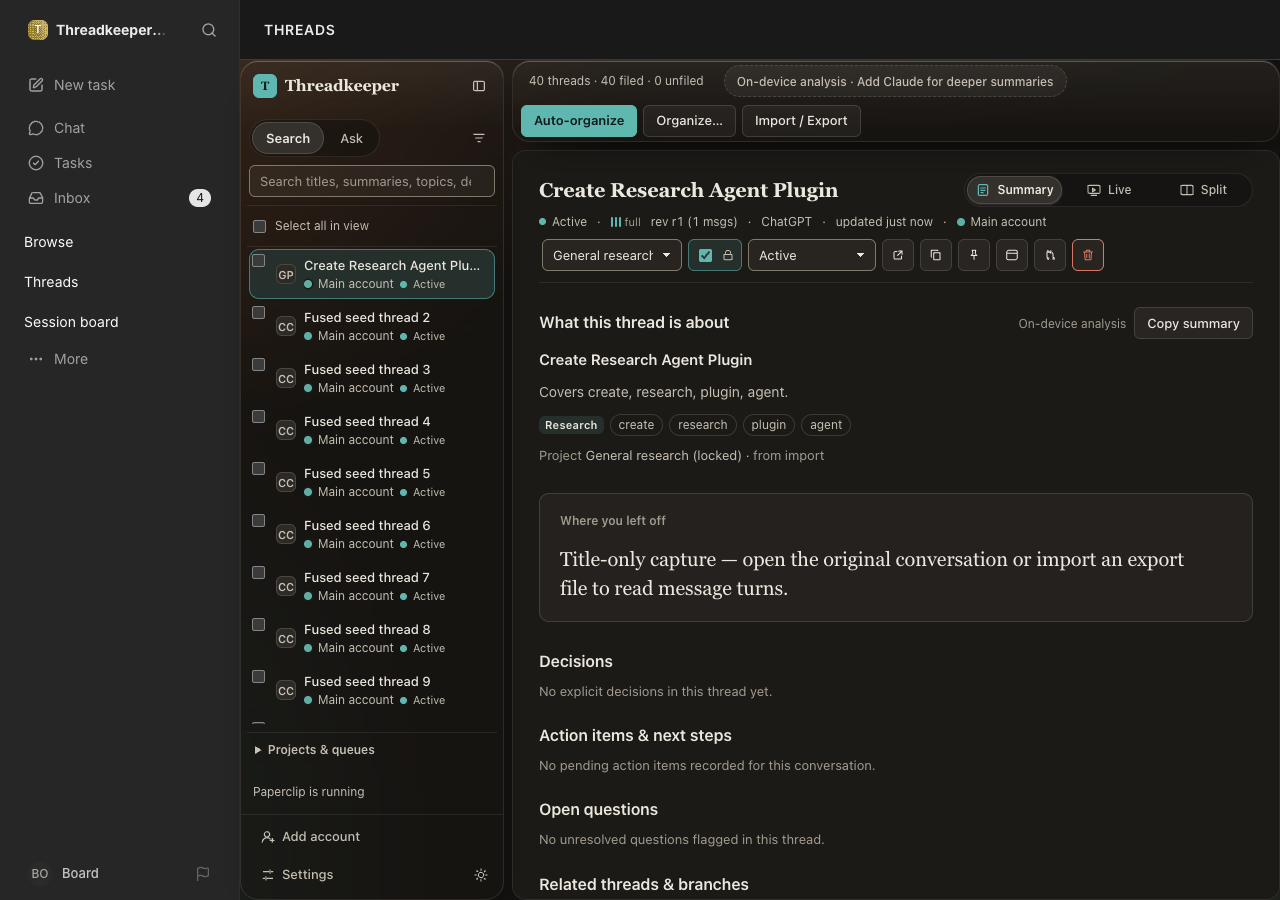 T Threadkeeper...
New task
Chat
Tasks
Inbox 4
Browse
Threads
Session board
More
BO Board
THREADS
T Threadkeeper
Search Ask
Search titles, summaries, topics, de
Select all in view
GP Create Research Agent Plu...
Main account Active
CC Fused seed thread 2
Main account Active
CC Fused seed thread 3
Main account Active
CC Fused seed thread 4
Main account Active
CC Fused seed thread 5
Main account Active
CC Fused seed thread 6
Main account Active
CC Fused seed thread 7
Main account Active
CC Fused seed thread 8
Main account Active
CC Fused seed thread 9
Main account Active
Projects & queues
Paperclip is running
Add account
Settings
40 threads · 40 filed · 0 unfiled On-device analysis · Add Claude for deeper summaries
Auto-organize Organize... Import / Export
Create Research Agent Plugin Summary Live Split
Active · full rev r1 (1 msgs) · ChatGPT · updated just now · Main account
General research Active
What this thread is about On-device analysis Copy summary
Create Research Agent Plugin
Covers create, research, plugin, agent.
Research create research plugin agent
Project General research (locked) · from import
Where you left off
Title-only capture — open the original conversation or import an export
file to read message turns.
Decisions
No explicit decisions in this thread yet.
Action items & next steps
No pending action items recorded for this conversation.
Open questions
No unresolved questions flagged in this thread.
Related threads & branches